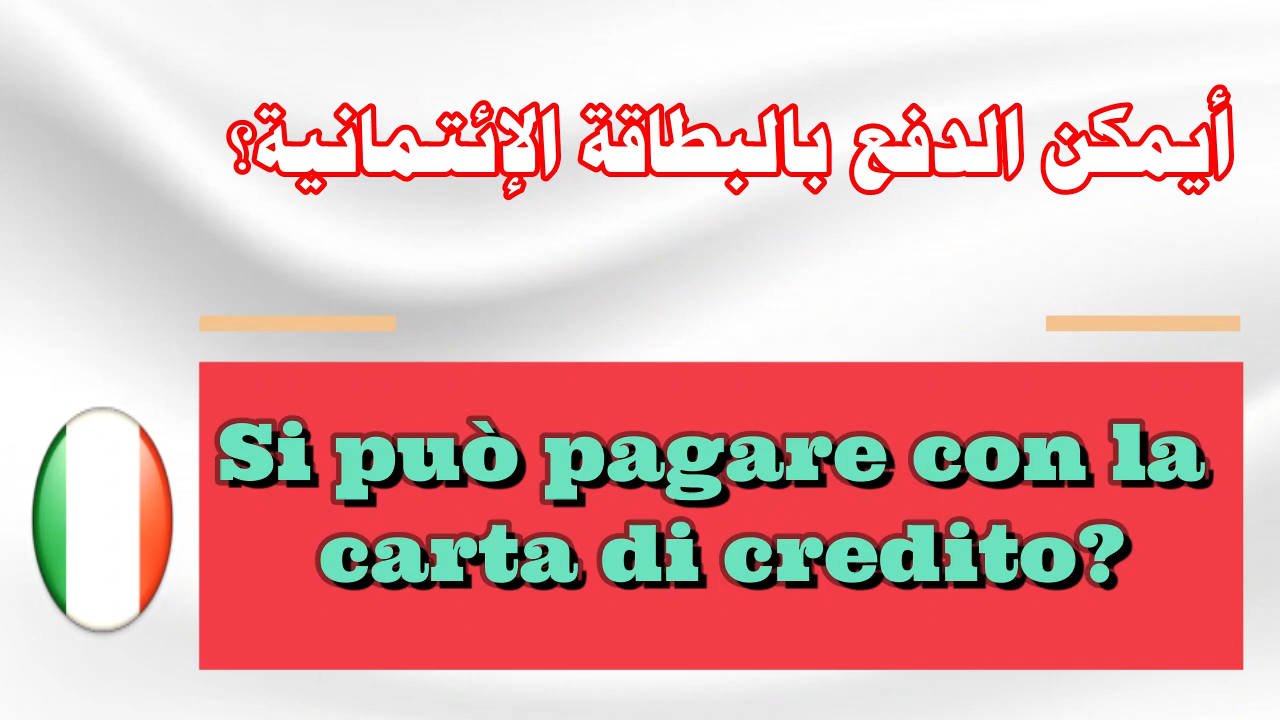 أيمكن الدفع بالبطاقة الإئتمانية؟
Si può pagare con la
carta di credito?